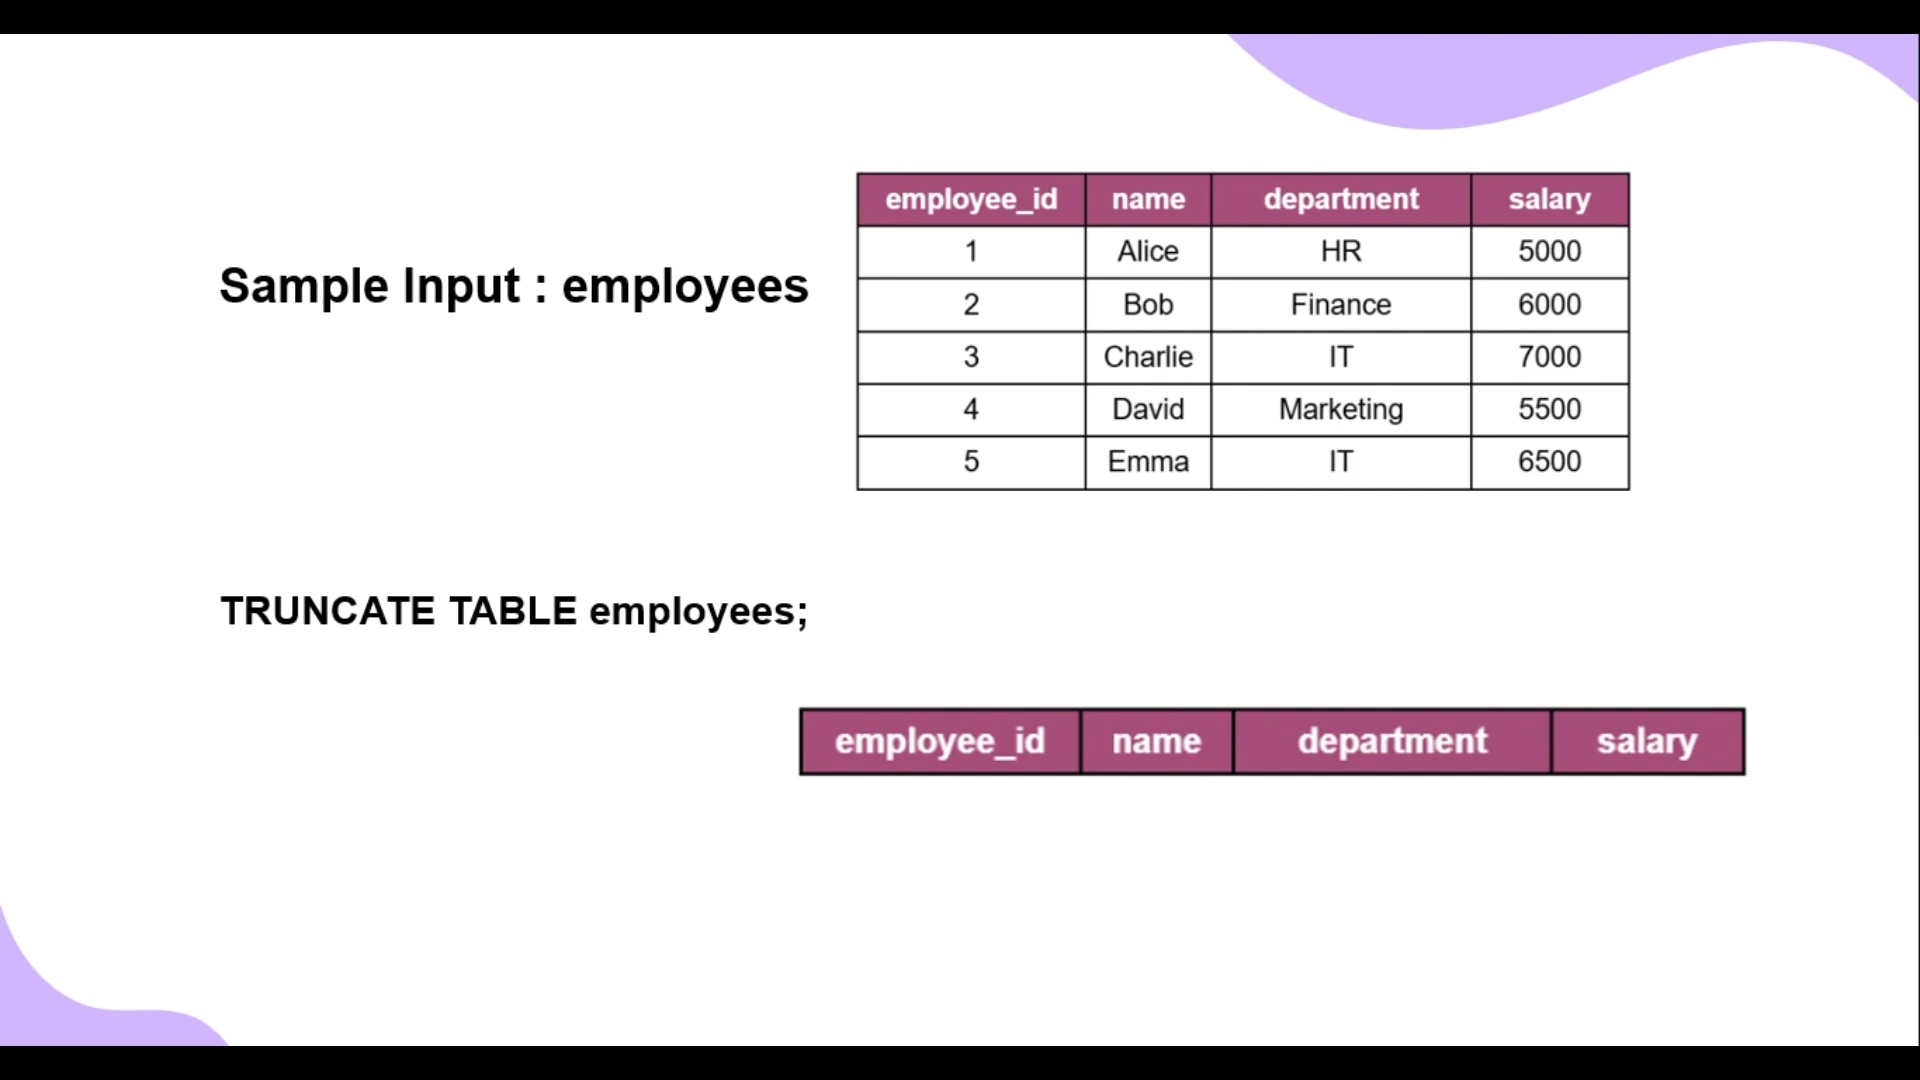 Sample Input : employees
employee_id name department salary
1 Alice HR 5000
2 Bob Finance 6000
3 Charlie IT 7000
4 David Marketing 5500
5 Emma IT 6500
TRUNCATE TABLE employees;
employee_id name department salary